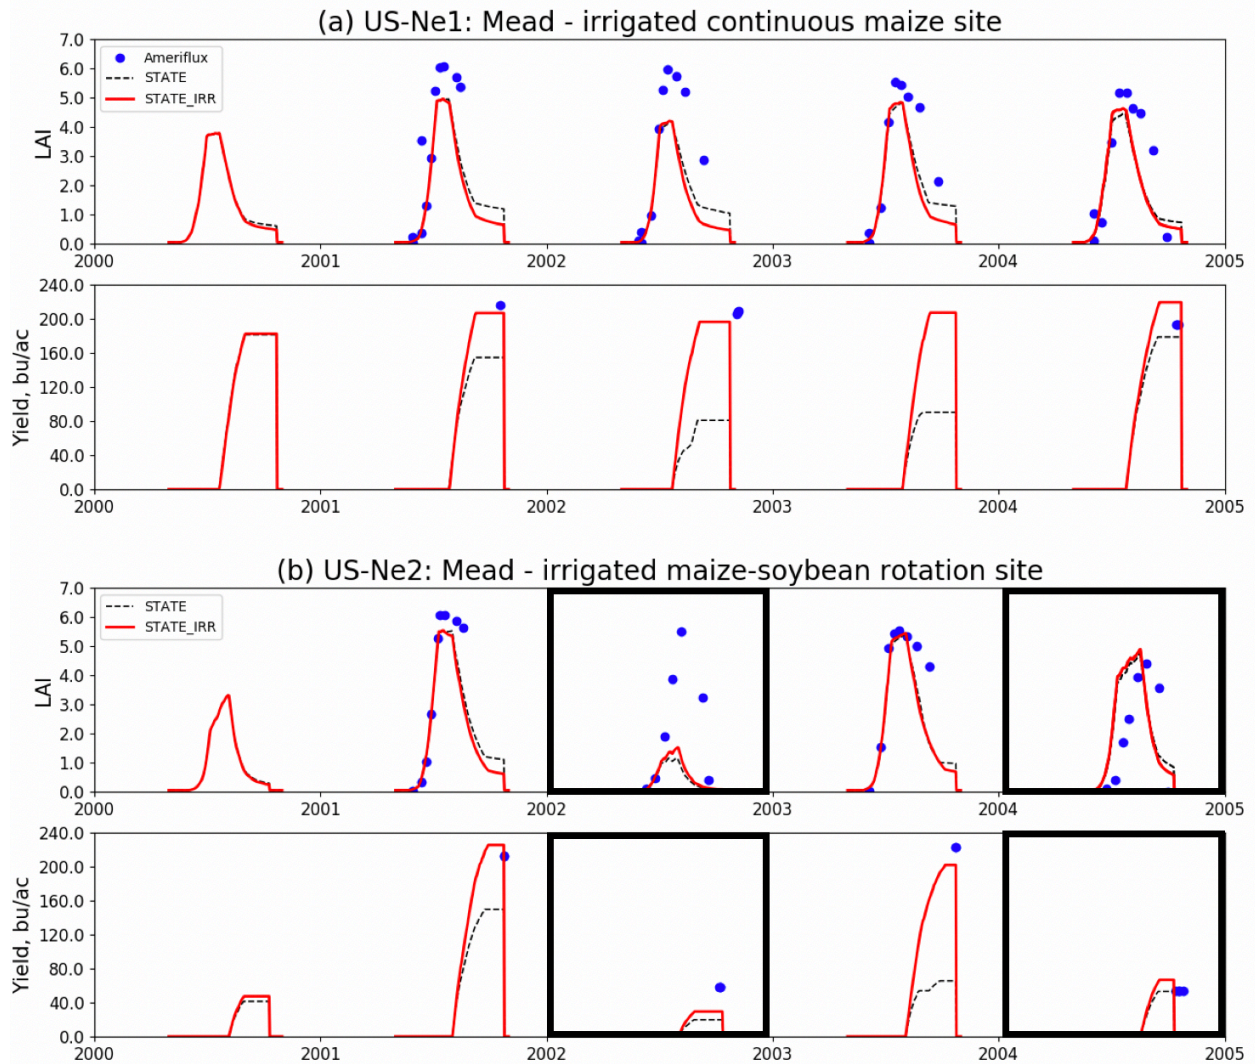 (a) US-Ne1: Mead - irrigated continuous maize site
7.0
6.0
5.0
4.0
3.0
2.0
1.0
0.0
LAI
Ameriflux
STATE
STATE_IRR
2000 2001 2002 2003 2004 2005
240.0
200.0
160.0
120.0
80.0
40.0
0.0
Yield, bu/ac
2000 2001 2002 2003 2004 2005
(b) US-Ne2: Mead - irrigated maize-soybean rotation site
7.0
6.0
5.0
4.0
3.0
2.0
1.0
0.0
LAI
STATE
STATE_IRR
2000 2001 2002 2003 2004 2005
240.0
200.0
160.0
120.0
80.0
40.0
0.0
Yield, bu/ac
2000 2001 2002 2003 2004 2005